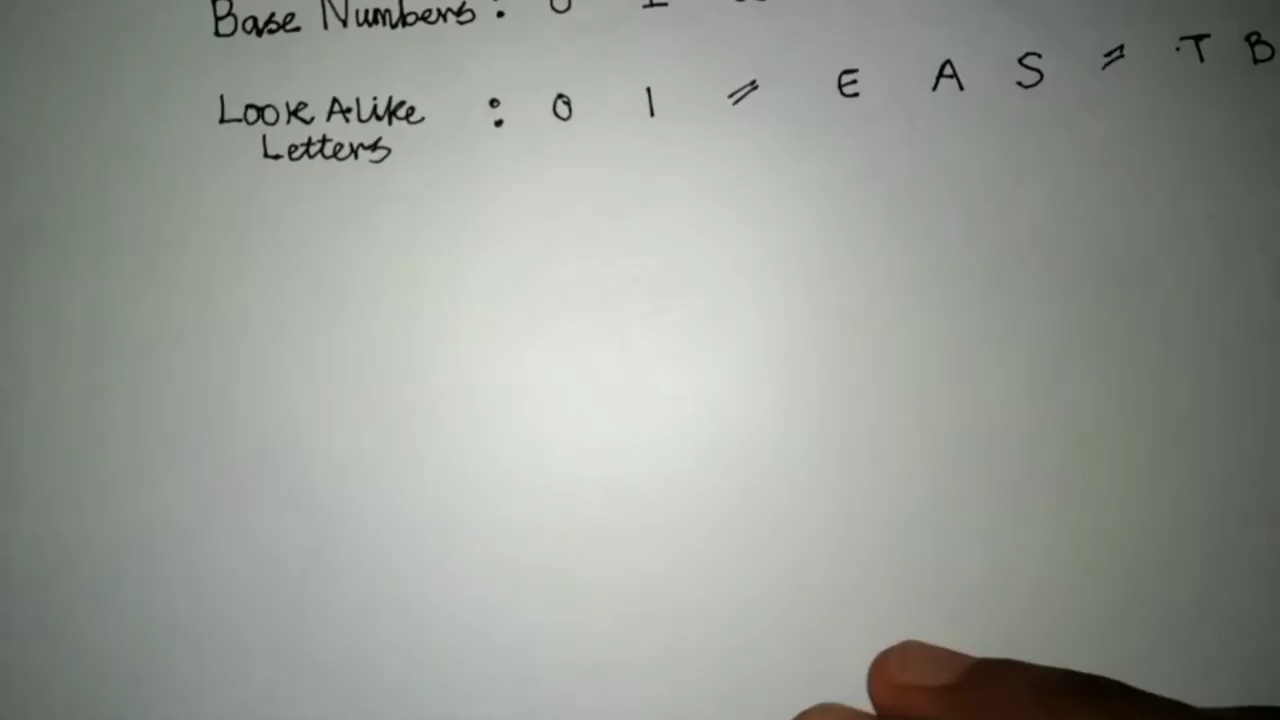 Base Numbers : 0 1
Look Alike : O I = E A S = T B
Letters